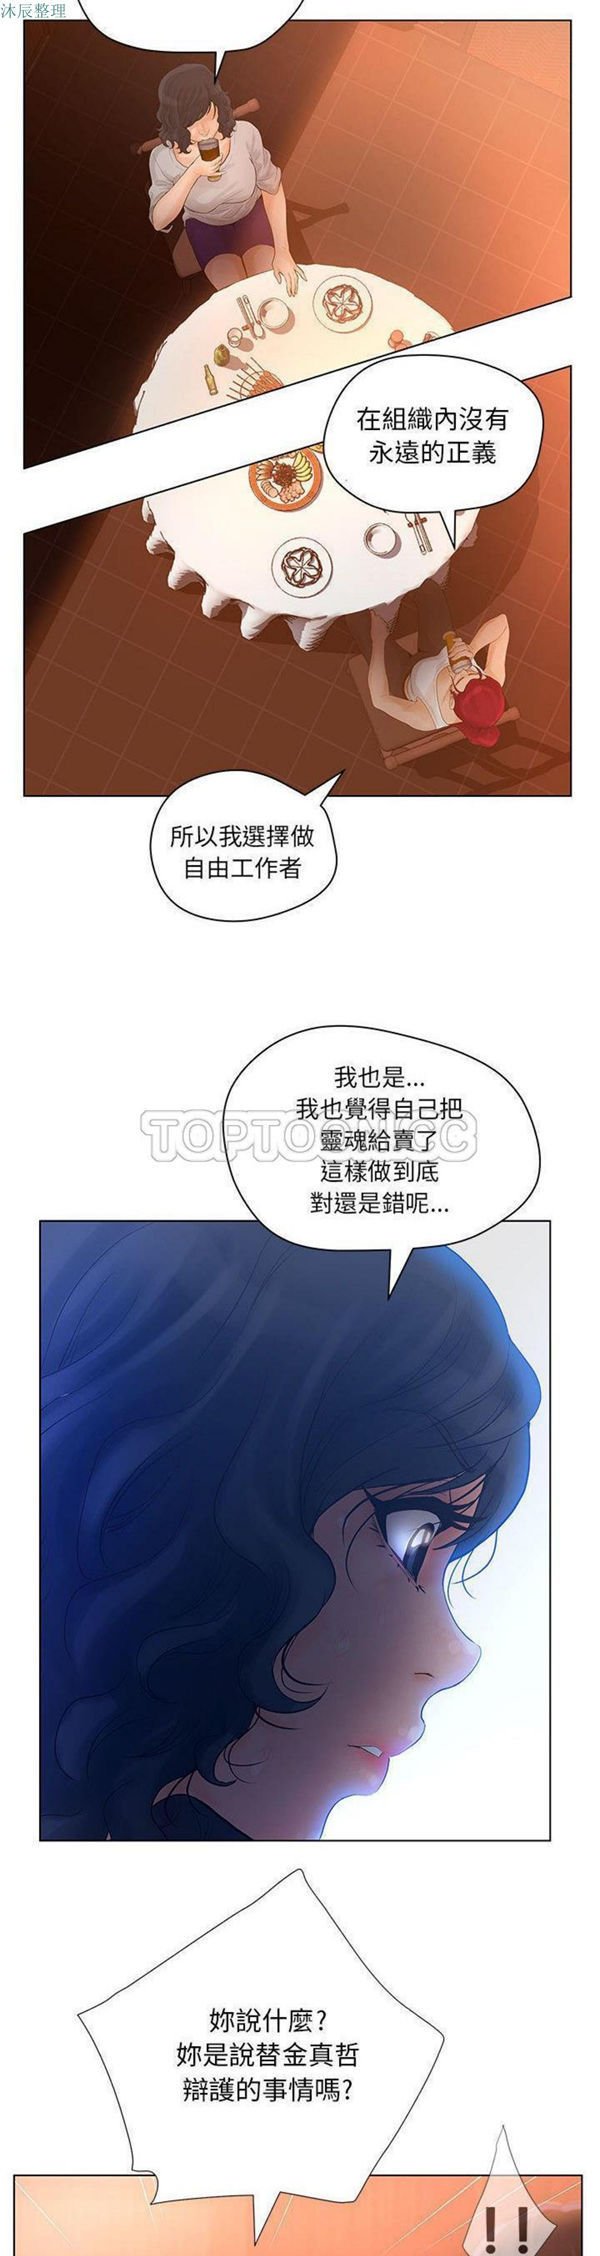 沐辰整理
在組織內沒有
永遠的正義
所以我選擇做
自由工作者
我也是...
我也覺得自己把
靈魂給賣了
這樣做到底
對還是錯呢...
TOPTOON.CC
妳說什麼?
妳是說替金真哲
辯護的事情嗎?
!!